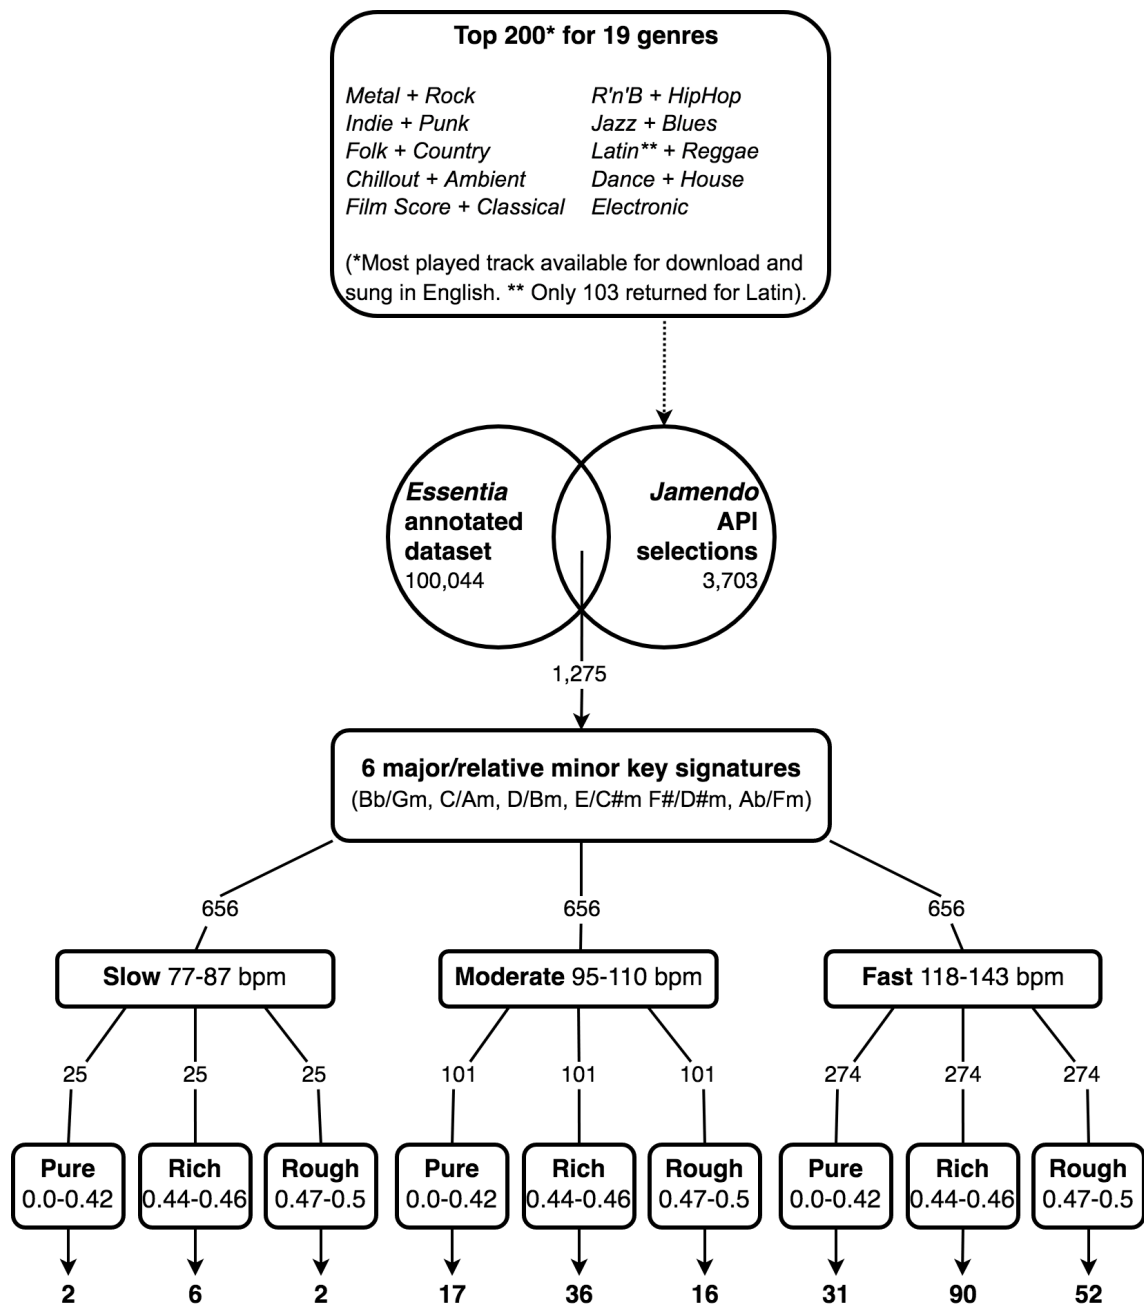 Top 200* for 19 genres
Metal + Rock
Indie + Punk
Folk + Country
Chillout + Ambient
Film Score + Classical
R'n'B + HipHop
Jazz + Blues
Latin** + Reggae
Dance + House
Electronic
(*Most played track available for download and
sung in English. ** Only 103 returned for Latin).
Essentia
annotated
dataset
100,044
Jamendo
API
selections
3,703
1,275
6 major/relative minor key signatures
(Bb/Gm, C/Am, D/Bm, E/C#m F#/D#m, Ab/Fm)
656
656
656
Slow 77-87 bpm
Moderate 95-110 bpm
Fast 118-143 bpm
25
25
25
101
101
101
274
274
274
Pure
0.0-0.42
Rich
0.44-0.46
Rough
0.47-0.5
Pure
0.0-0.42
Rich
0.44-0.46
Rough
0.47-0.5
Pure
0.0-0.42
Rich
0.44-0.46
Rough
0.47-0.5
2
6
2
17
36
16
31
90
52